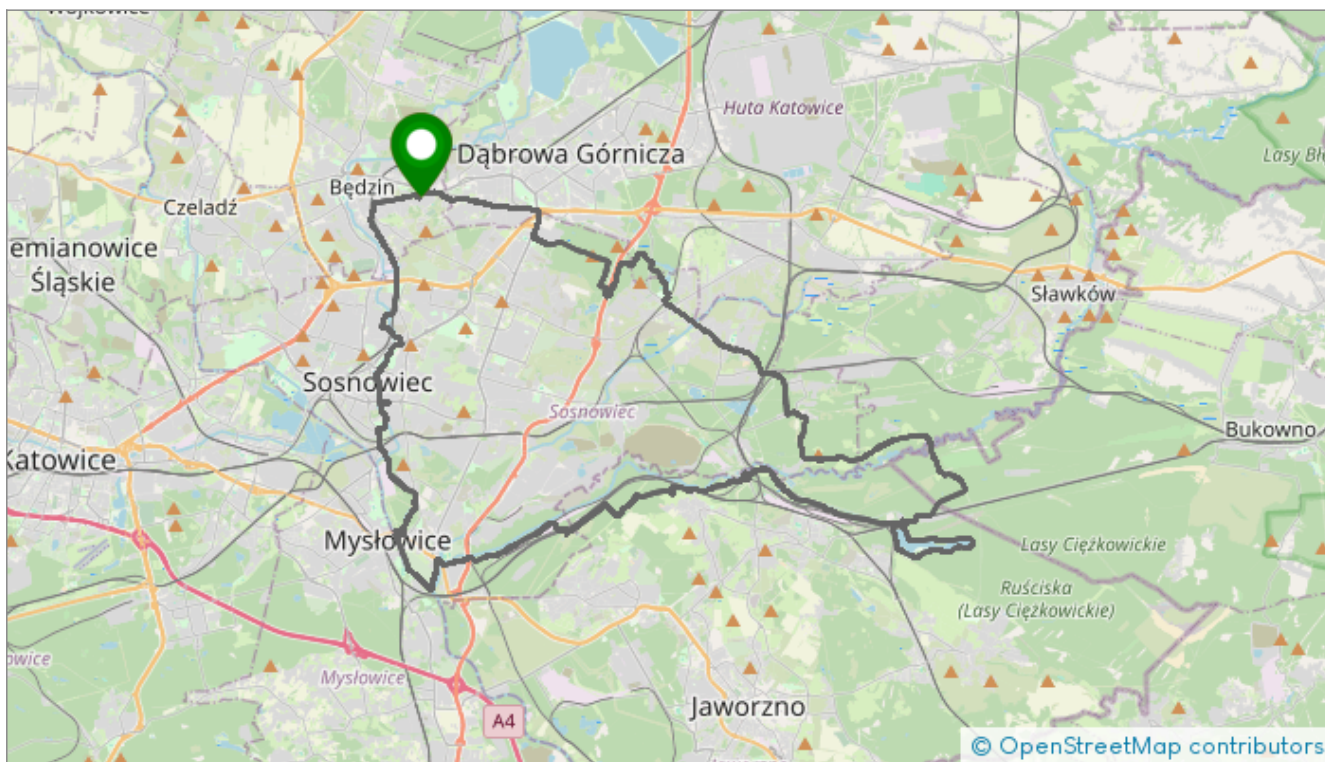 Huta Katowice
Dąbrowa Górnicza
Lasy Bł
Będzin
Czeladź
emianowice
Śląskie
Sławków
Sosnowiec
Sosnowiec
Bukowno
Katowice
Mysłowice
Lasy Ciężkowickie
Ruściska
(Lasy Ciężkowickie)
owice
Mysłowice
Jaworzno
A4
© OpenStreetMap contributors